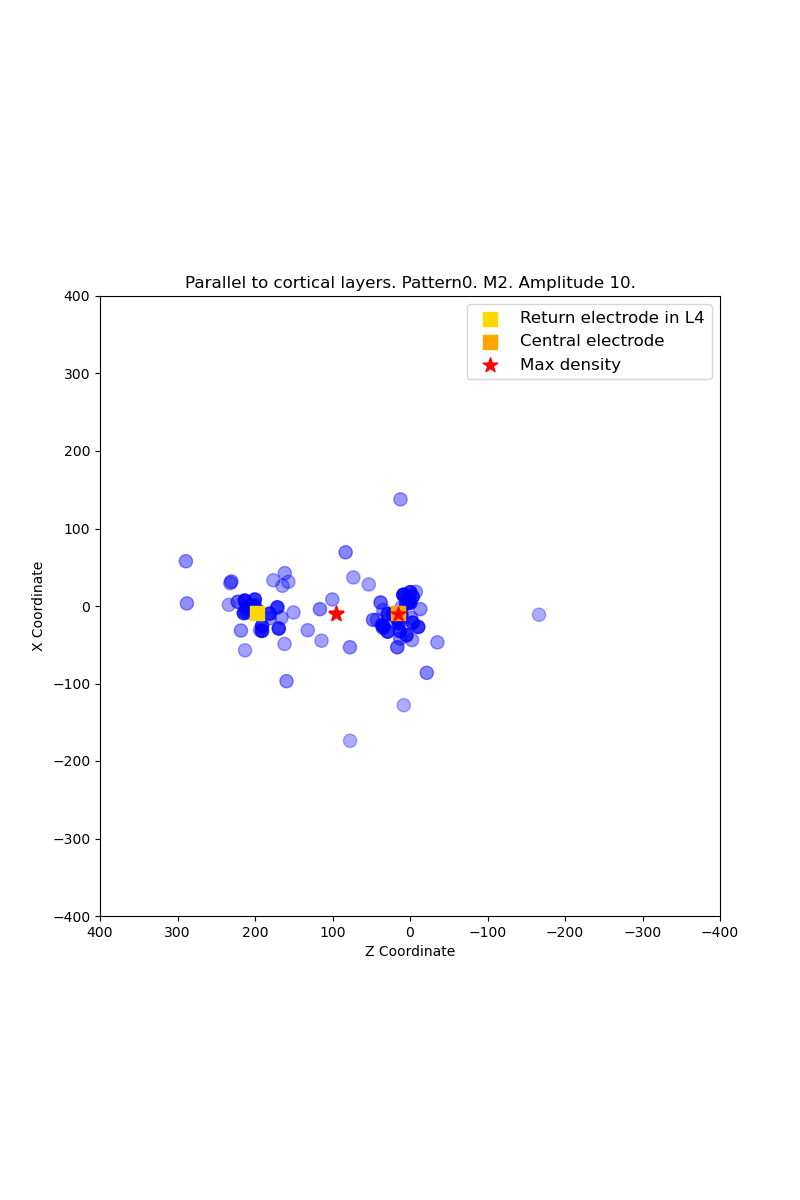 Parallel to cortical layers. Pattern0. M2. Amplitude 10.
Return electrode in L4
Central electrode
Max density
X Coordinate
400
300
200
100
0
−100
−200
−300
−400
400 300 200 100 0 −100 −200 −300 −400
Z Coordinate